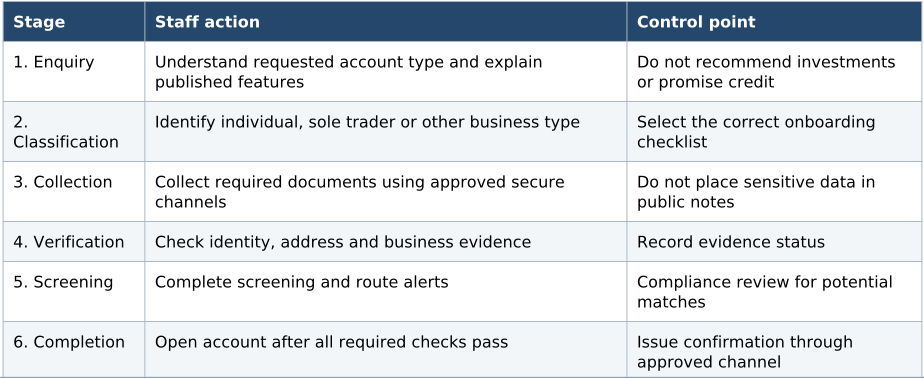 Stage Staff action Control point
1. Enquiry Understand requested account type and explain Do not recommend investments
published features or promise credit
2. Identify individual, sole trader or other business type Select the correct onboarding
Classification checklist
3. Collection Collect required documents using approved secure Do not place sensitive data in
channels public notes
4. Verification Check identity, address and business evidence Record evidence status
5. Screening Complete screening and route alerts Compliance review for potential
matches
6. Completion Open account after all required checks pass Issue confirmation through
approved channel